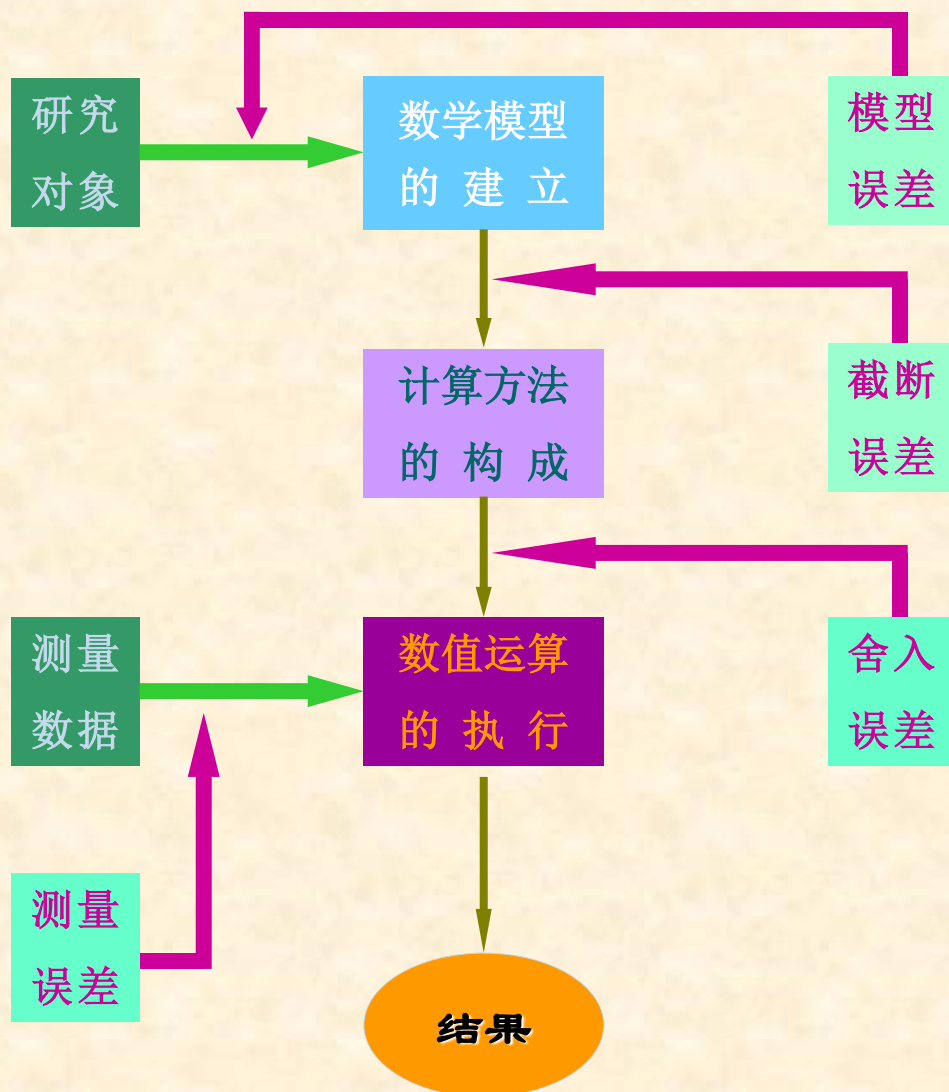 研究
对象
数学模型
的 建 立
模型
误差
计算方法
的 构 成
截断
误差
测量
数据
数值运算
的 执 行
舍入
误差
测量
误差
结果